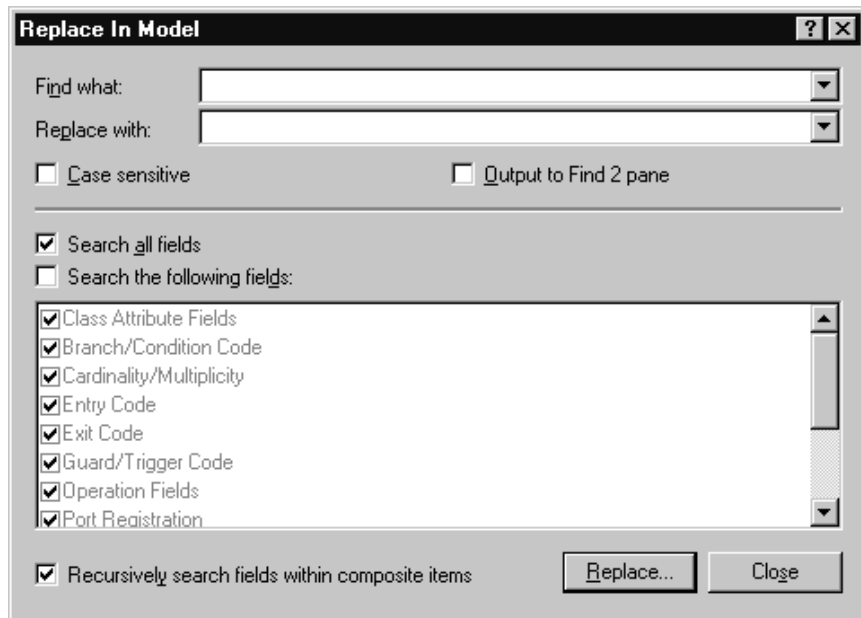 Replace In Model
Find what:
Replace with:
Case sensitive
Output to Find 2 pane
Search all fields
Search the following fields:
Class Attribute Fields
Branch/Condition Code
Cardinality/Multiplicity
Entry Code
Exit Code
Guard/Trigger Code
Operation Fields
Port Registration
Recursively search fields within composite items
Replace...
Close